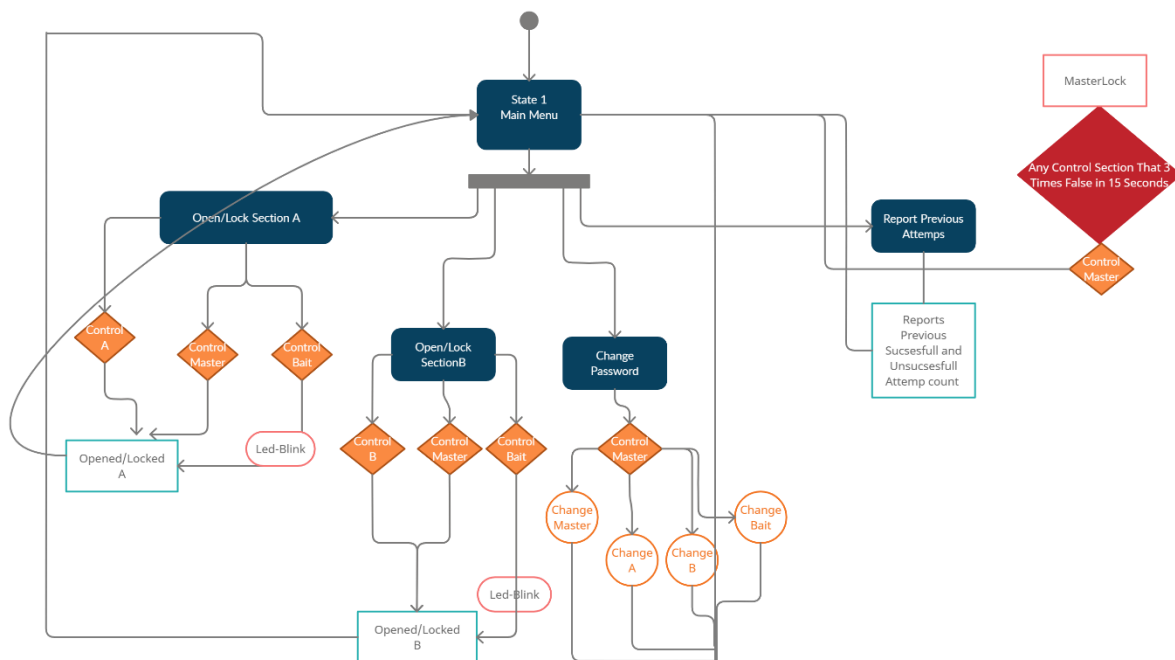 State 1
Main Menu
MasterLock
Any Control Section That 3
Times False in 15 Seconds
Control
Master
Open/Lock Section A
Report Previous
Attemps
Reports
Previous
Sucsesfull and
Unsucsesfull
Attemp count
Control
A
Control
Master
Control
Bait
Open/Lock
SectionB
Change
Password
Led-Blink
Opened/Locked
A
Control
B
Control
Master
Control
Bait
Control
Master
Change
Master
Change
A
Change
B
Change
Bait
Led-Blink
Opened/Locked
B